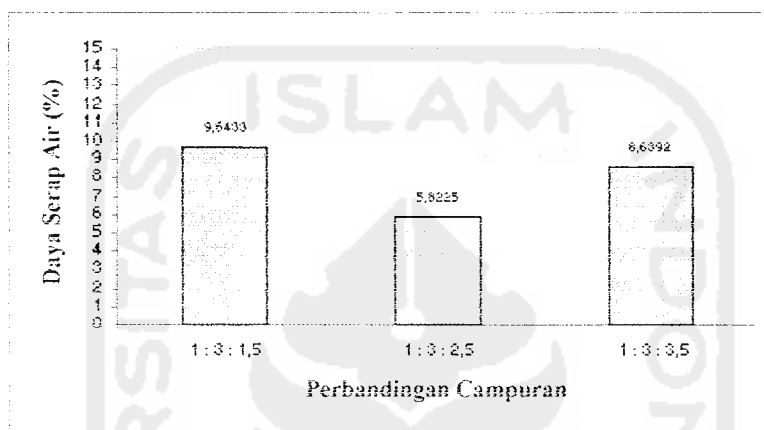 Daya Serap Air (%)
15
14
13
12
11
10
9
8
7
6
5
4
3
2
1
0
5,8225
8,6392
1 : 3 : 1,5
1 : 3 : 2,5
1 : 3 : 3,5
Perbandingan Campuran
ISLAM
RSITAS